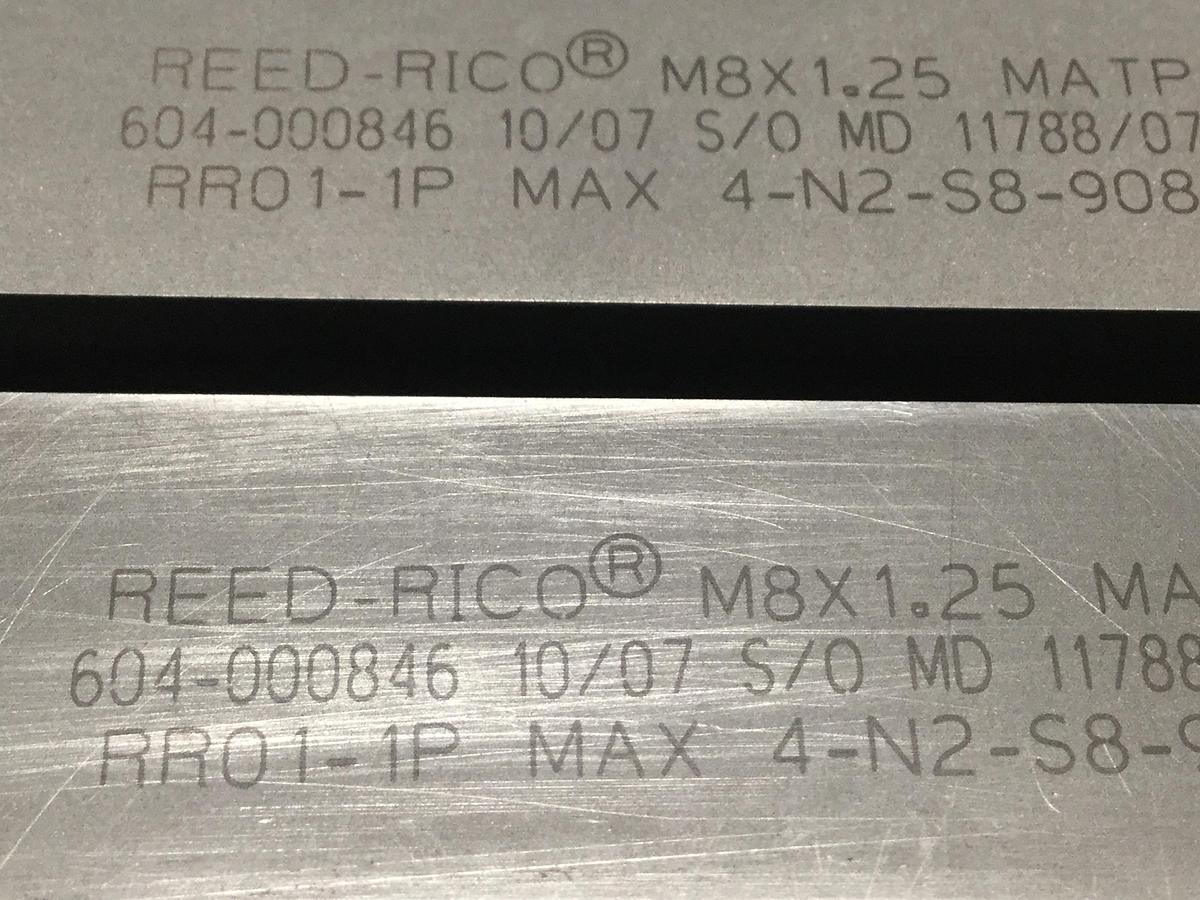 REED-RICO® M8X1.25 MATP
604-000846 10/07 S/O MD 11788/07
RR01-1P MAX 4-N2-S8-908
REED-RICO® M8X1.25 MA
604-000846 10/07 S/O MD 11788
RR01-1P MAX 4-N2-S8-9